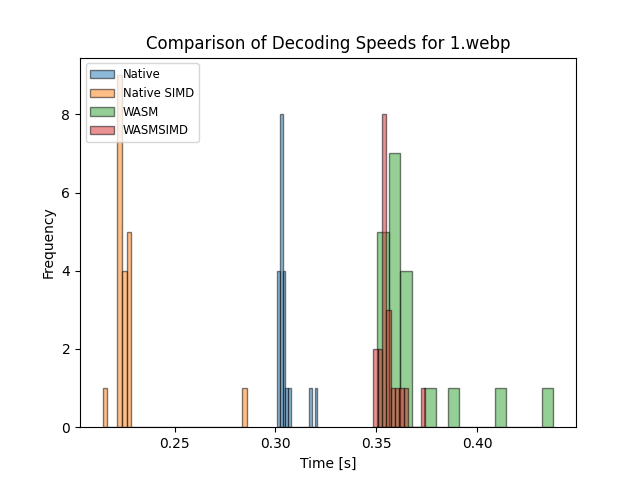 Comparison of Decoding Speeds for 1.webp
Native
Native SIMD
WASM
WASMSIMD
8
6
4
2
0
Frequency
0.25 0.30 0.35 0.40
Time [s]